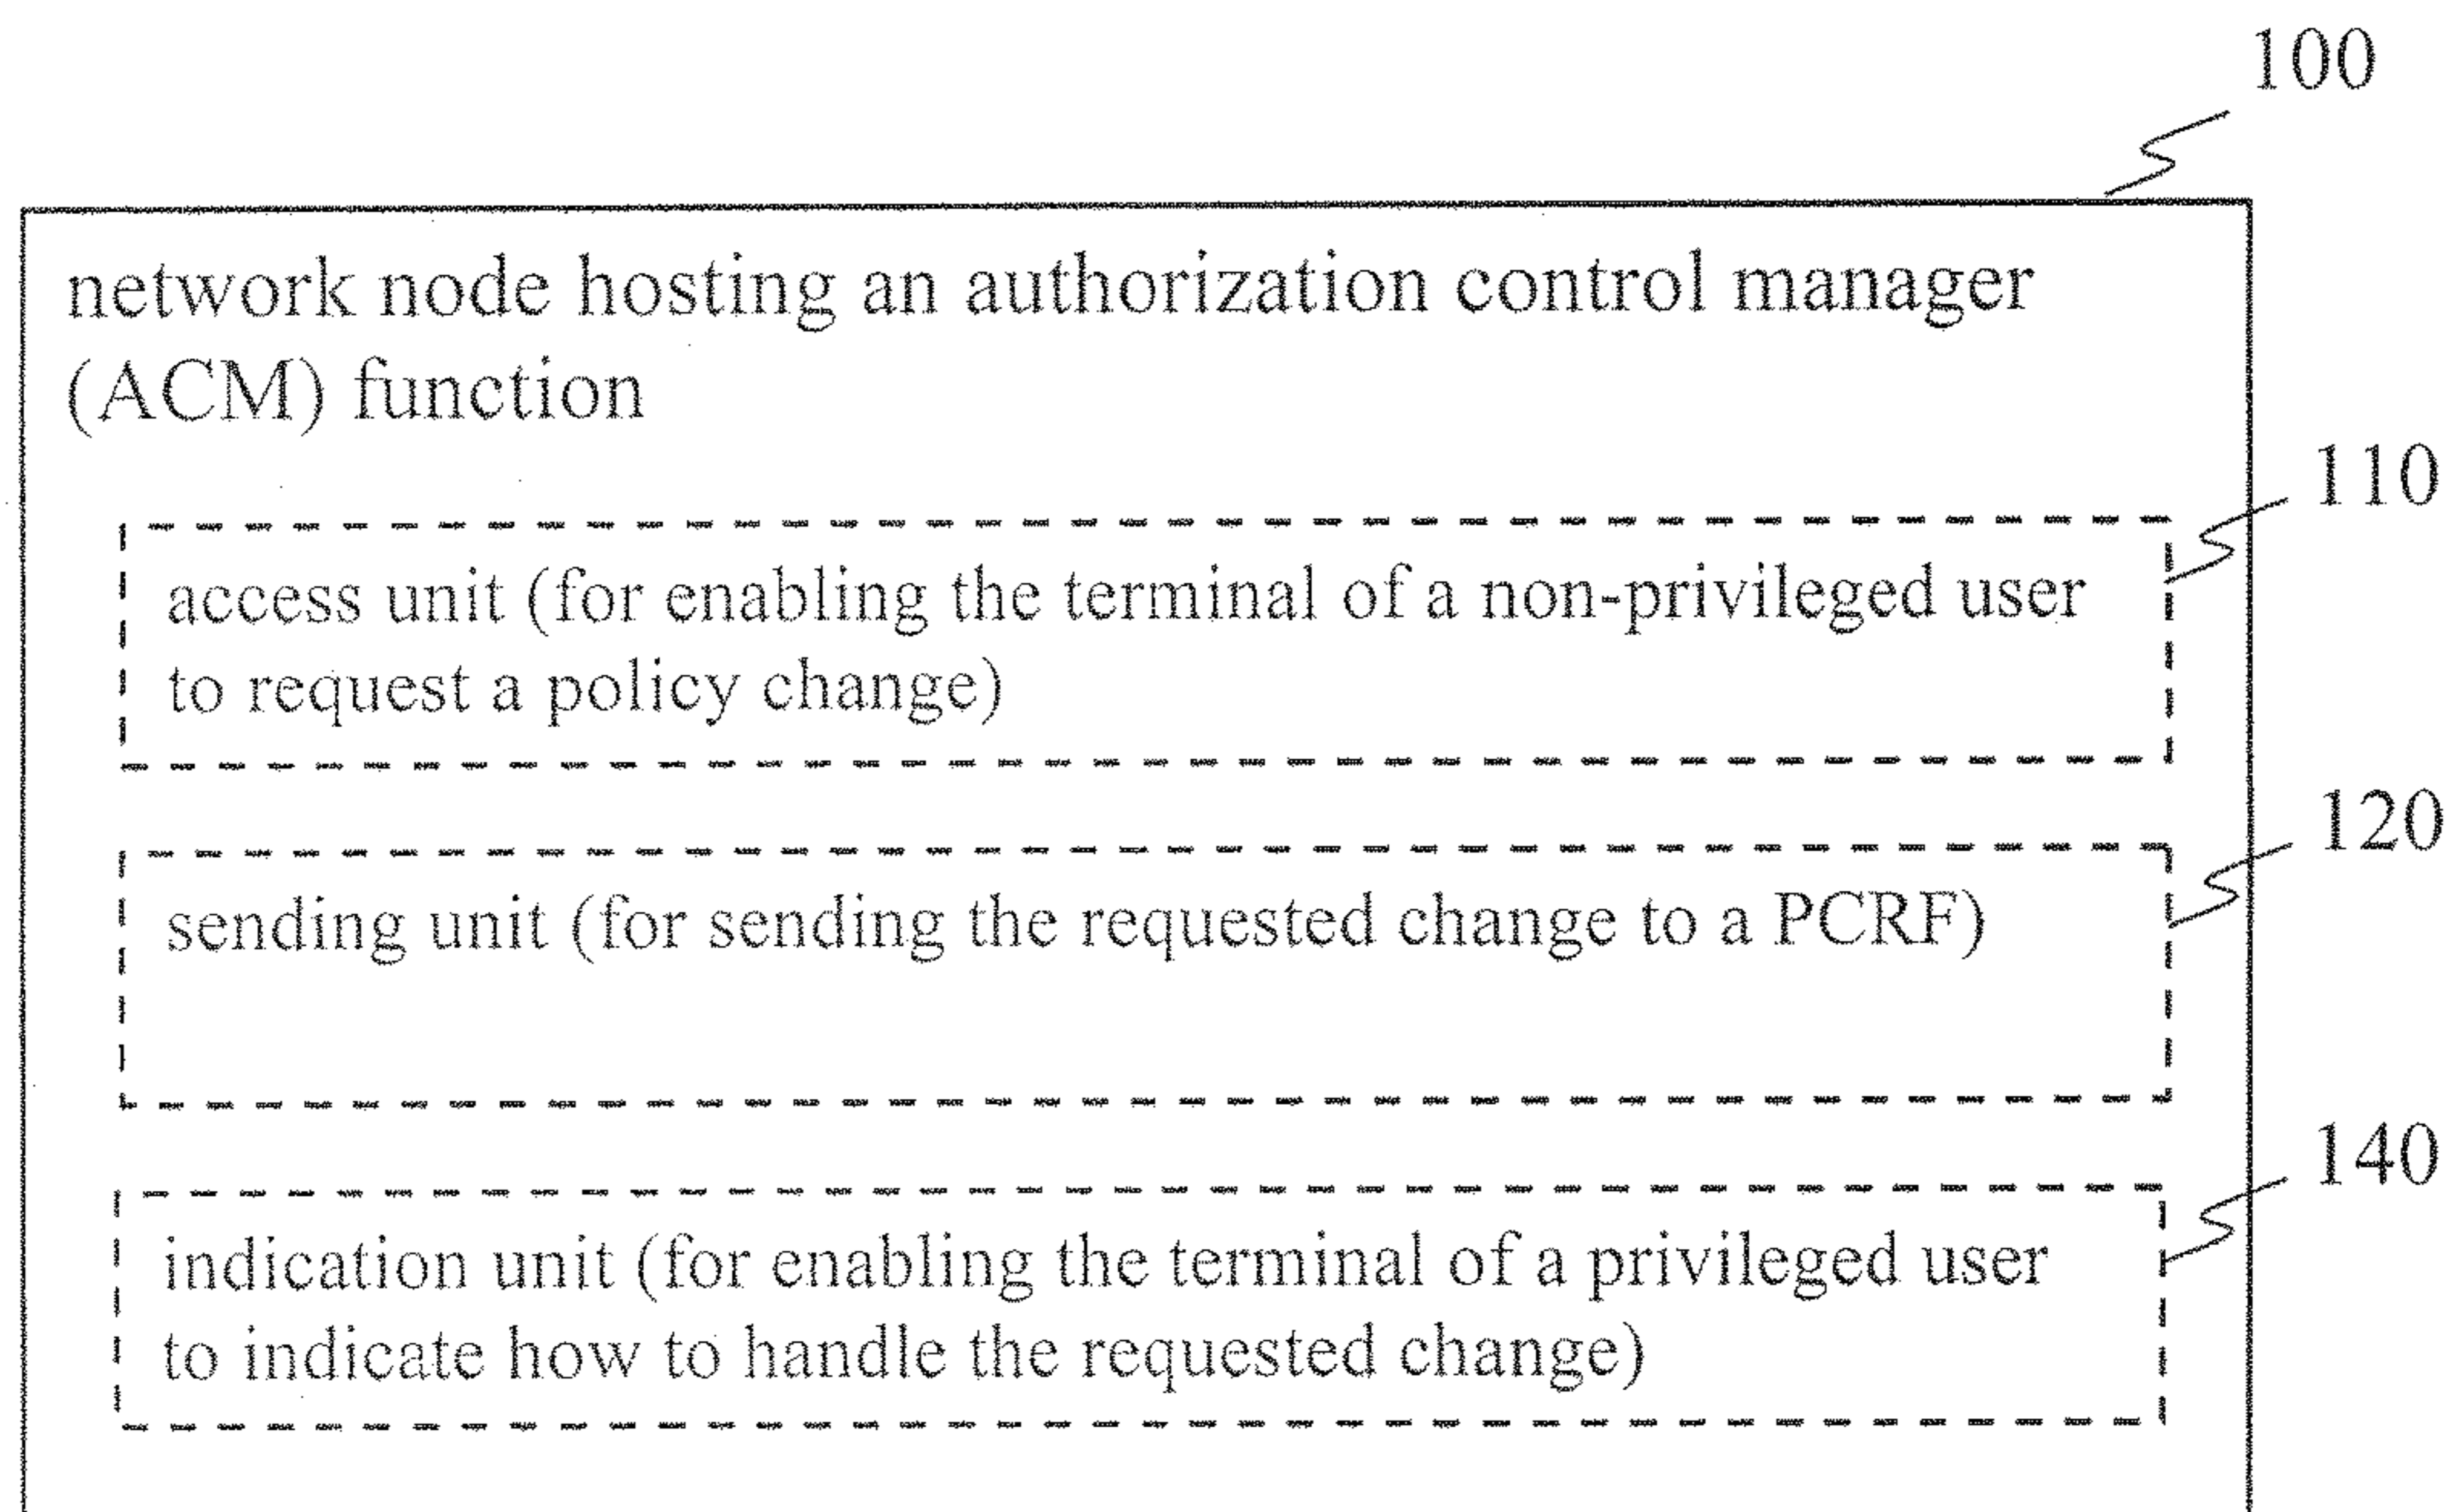 100
network node hosting an authorization control manager
(ACM) function
110
access unit (for enabling the terminal of a non-privileged user
to request a policy change)
120
sending unit (for sending the requested change to a PCRF)
140
indication unit (for enabling the terminal of a privileged user
to indicate how to handle the requested change)